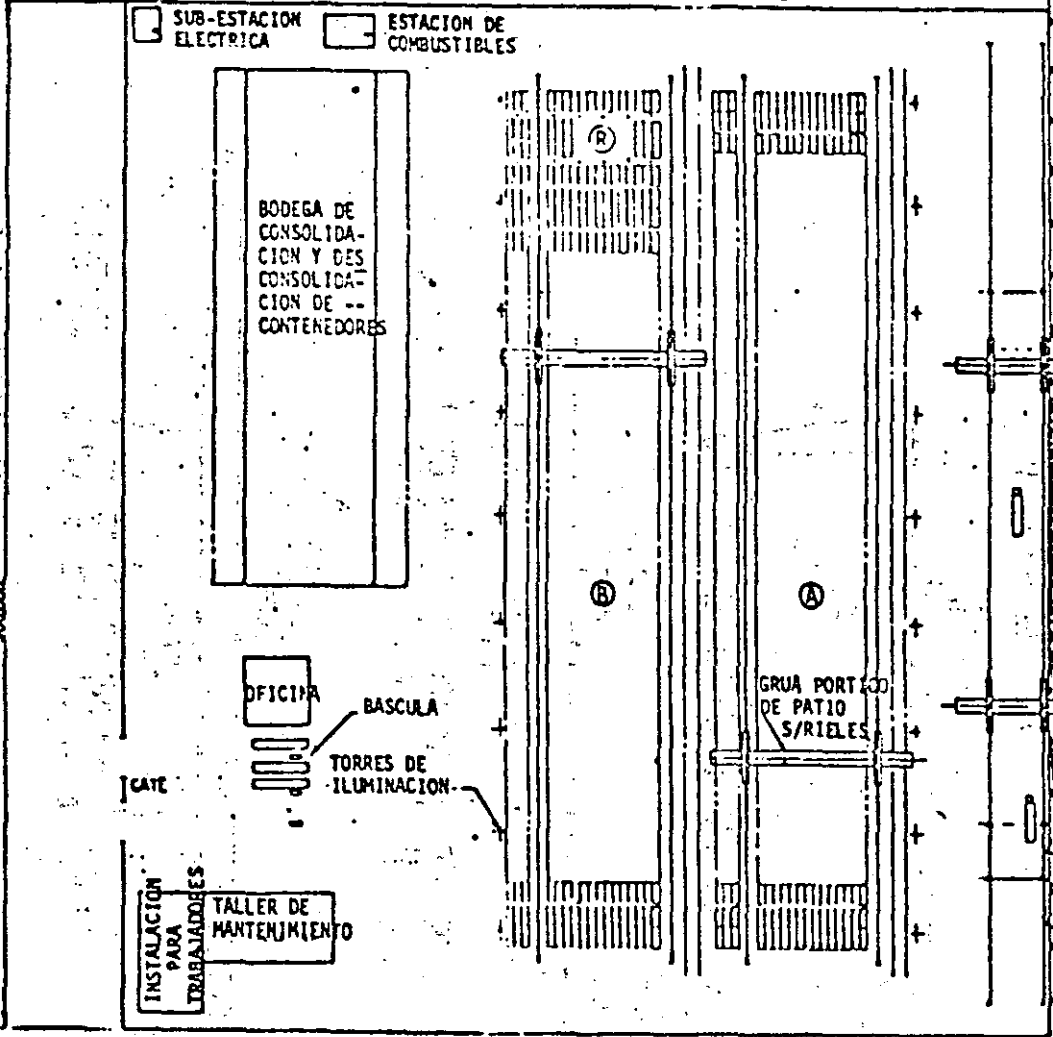 SUB-ESTACION
ELECTRICA
ESTACION DE
COMBUSTIBLES
R
BODEGA DE
CONSOLIDA-
CION Y DES
CONSOLIDA-
CION DE --
CONTENEDORES
B
A
OFICINA
BASCULA
GRUA PORTICO
DE PATIO
S/RIELES
TORRES DE
ILUMINACION
GATE
INSTALACION
PARA
TRABAJADORES
TALLER DE
MANTENIMIENTO